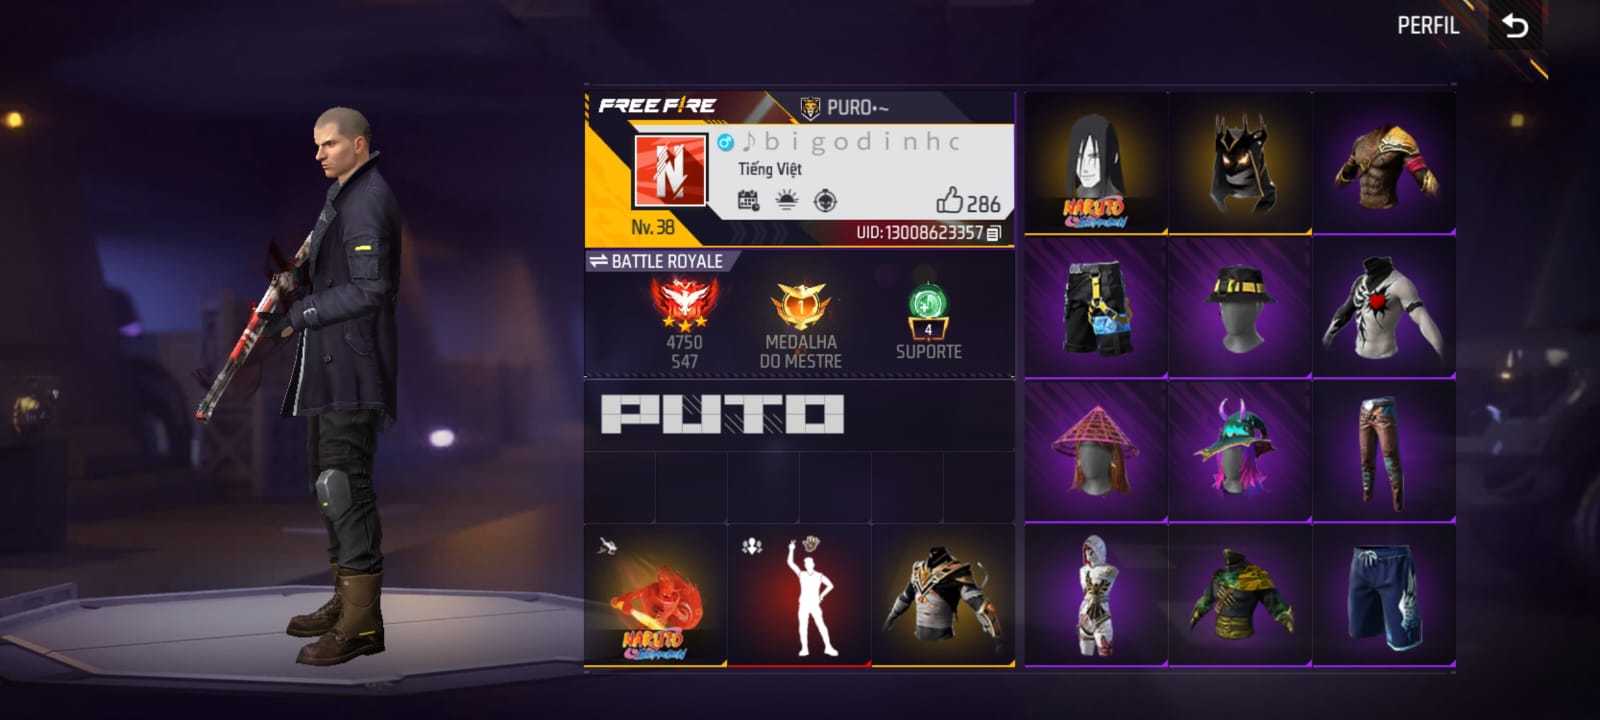 PERFIL
FREE FIRE
PURO•~
♪bigodinhc
Tiếng Việt
286
Nv. 38
UID:13008623357
BATTLE ROYALE
4750
547
1
MEDALHA
DO MESTRE
4
SUPORTE
PUTO
NARUTO
SHIPPUDEN
NARUTO
SHIPPUDEN